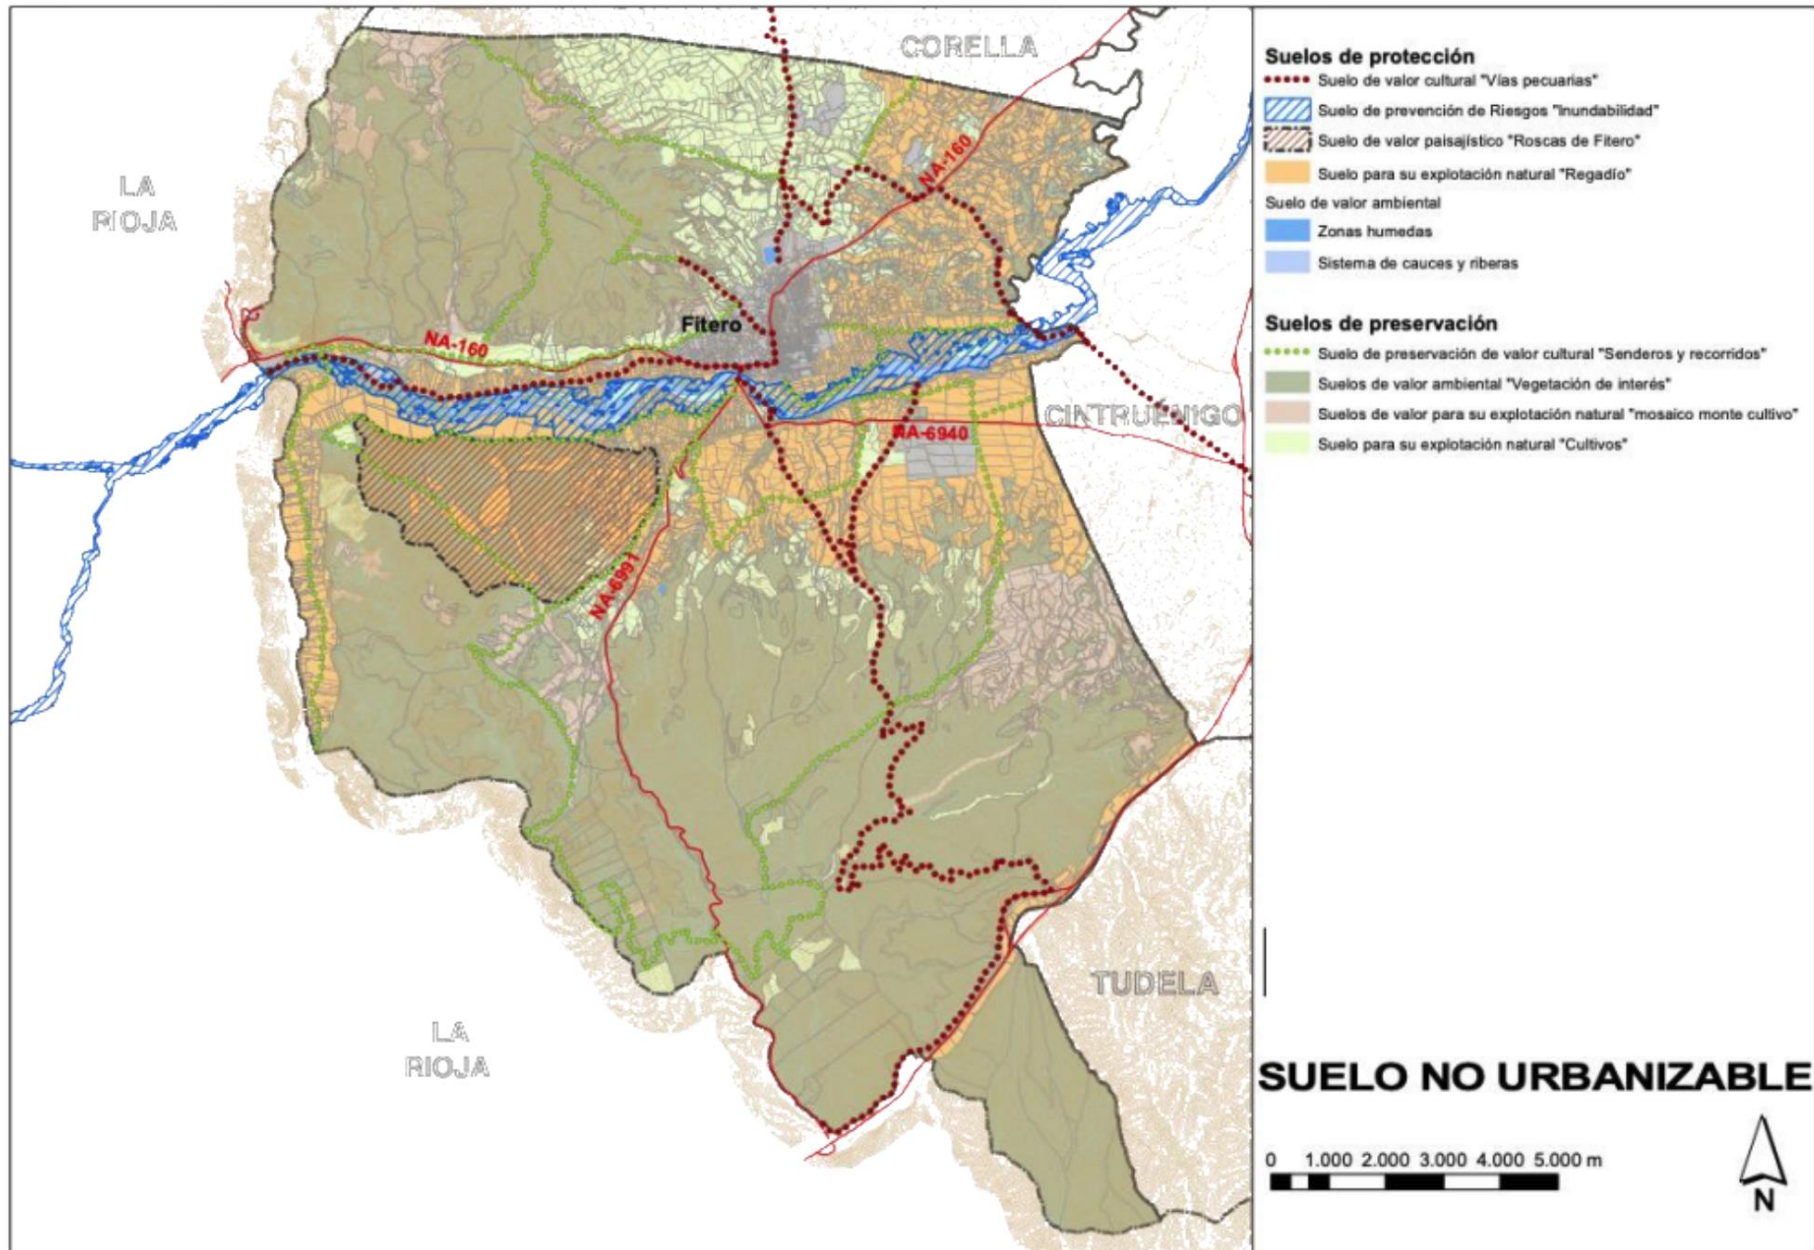 CORELLA
LA
RIOJA
NA-160
NA-160
Fitero
CINTRUÉNIGO
NA-6940
NA-6991
TUDELA
LA
RIOJA
Suelos de protección
Suelo de valor cultural "Vías pecuarias"
Suelo de prevención de Riesgos "Inundabilidad"
Suelo de valor paisajístico "Roscas de Fitero"
Suelo para su explotación natural "Regadío"
Suelo de valor ambiental
Zonas humedas
Sistema de cauces y riberas
Suelos de preservación
Suelo de preservación de valor cultural "Senderos y recorridos"
Suelos de valor ambiental "Vegetación de interés"
Suelos de valor para su explotación natural "mosaico monte cultivo"
Suelo para su explotación natural "Cultivos"
SUELO NO URBANIZABLE
0 1.000 2.000 3.000 4.000 5.000 m
N